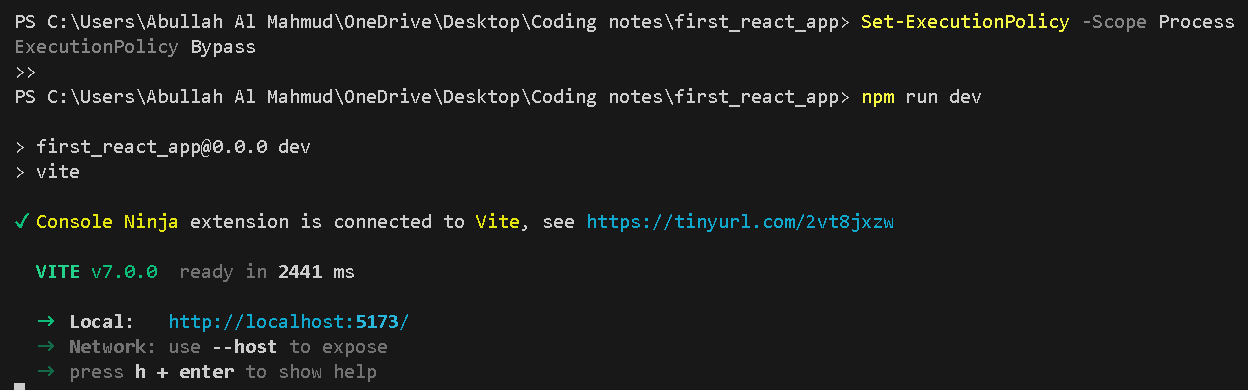 PS C:\Users\Abullah Al Mahmud\OneDrive\Desktop\Coding notes\first_react_app> Set-ExecutionPolicy -Scope Process
ExecutionPolicy Bypass
>>
PS C:\Users\Abullah Al Mahmud\OneDrive\Desktop\Coding notes\first_react_app> npm run dev
> first_react_app@0.0.0 dev
> vite
✓ Console Ninja extension is connected to Vite, see https://tinyurl.com/2vt8jxzw
VITE v7.0.0 ready in 2441 ms
→ Local: http://localhost:5173/
→ Network: use --host to expose
→ press h + enter to show help